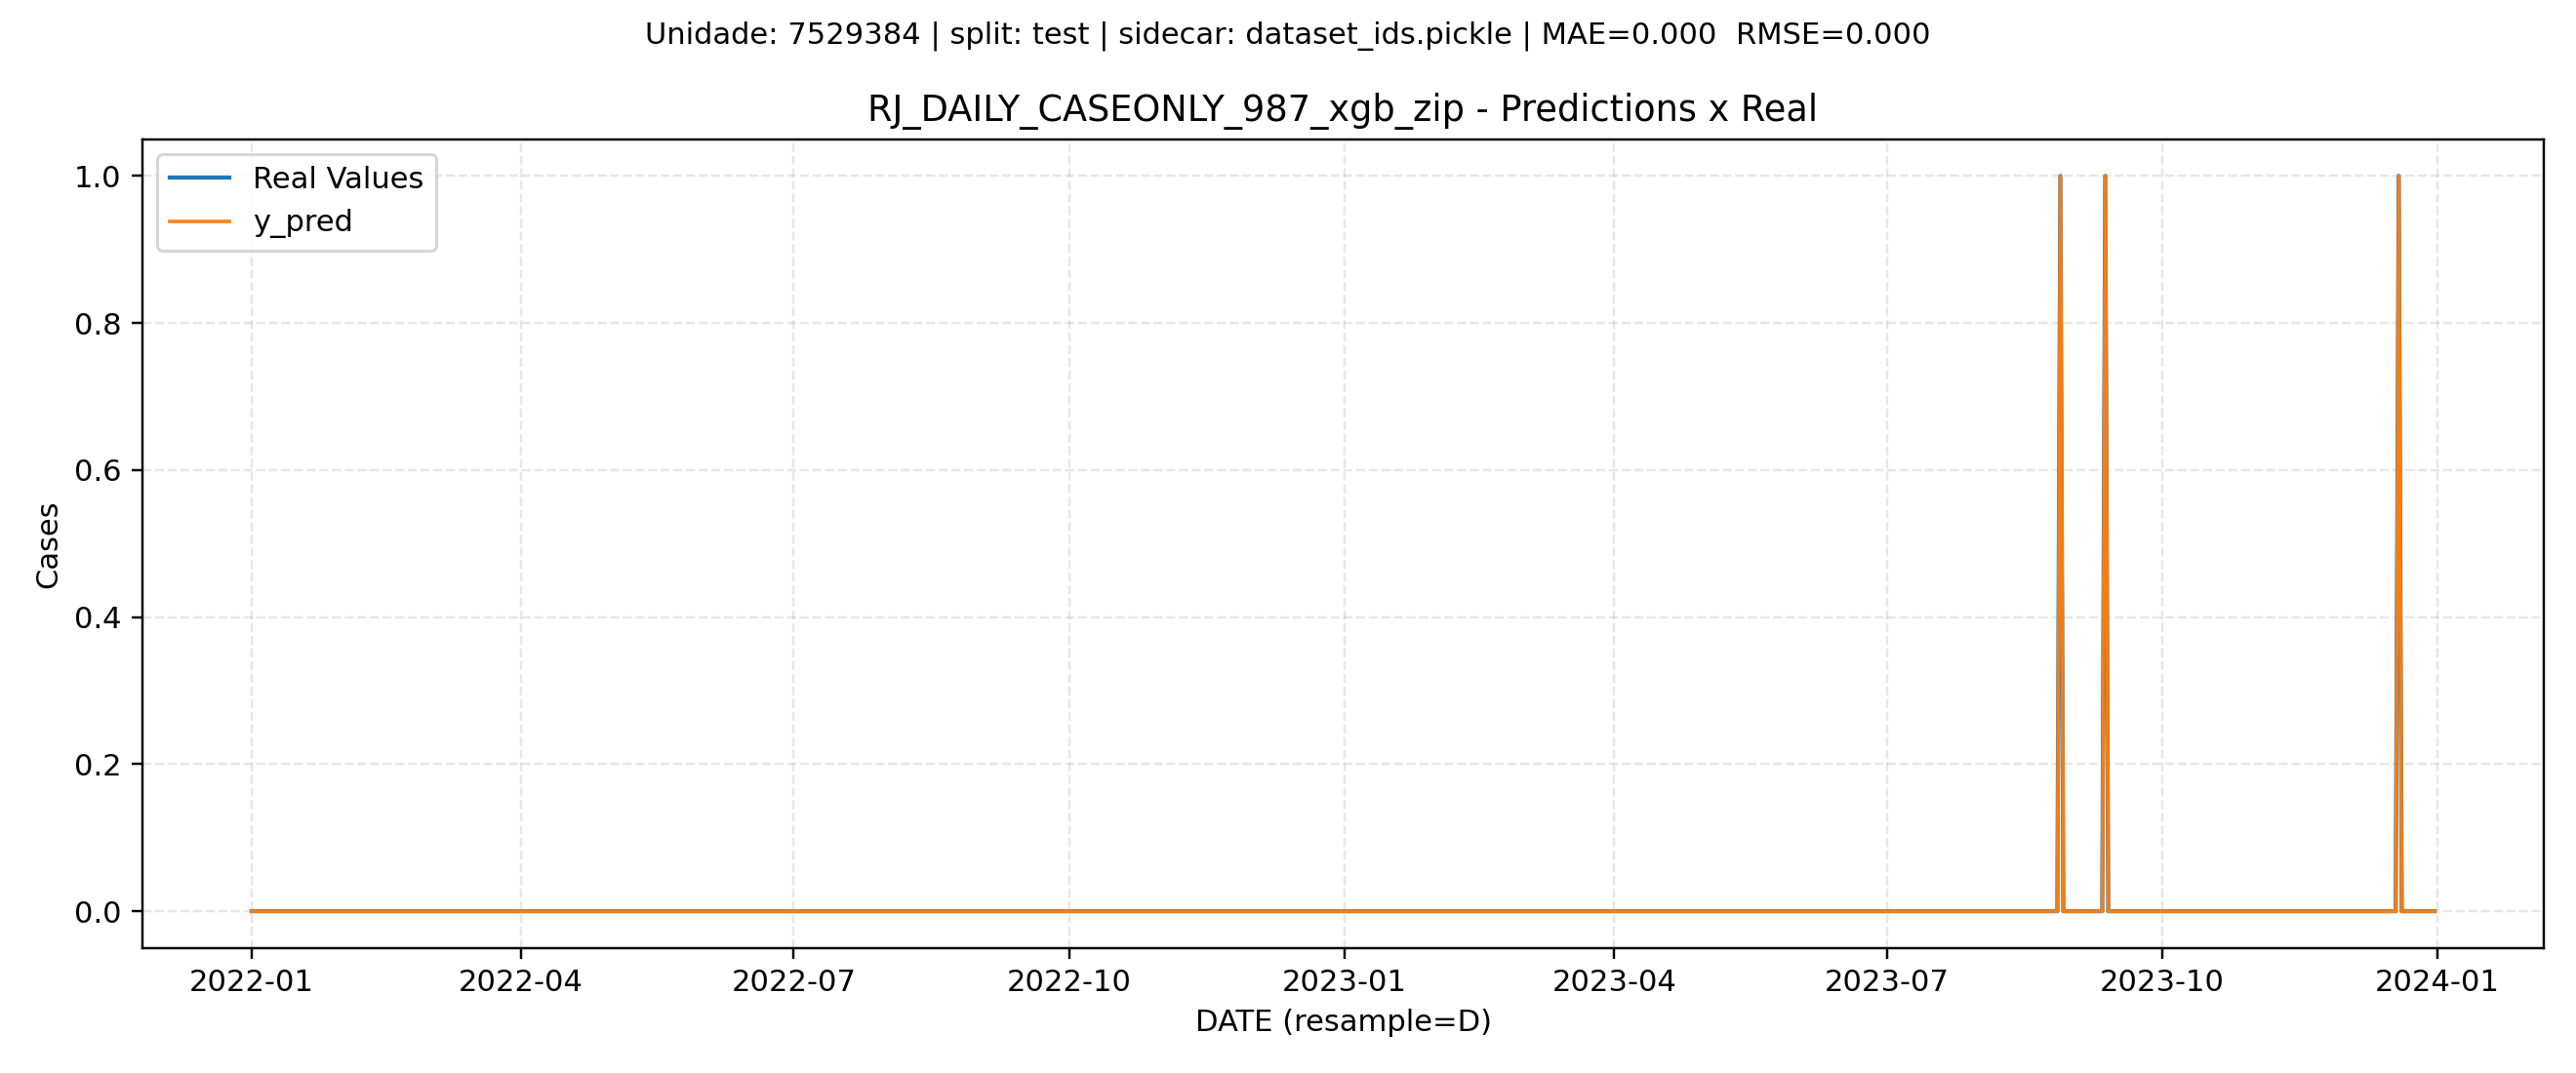 Unidade: 7529384 | split: test | sidecar: dataset_ids.pickle | MAE=0.000  RMSE=0.000
RJ_DAILY_CASEONLY_987_xgb_zip - Predictions x Real
Real Values
y_pred
1.0
0.8
0.6
0.4
0.2
0.0
Cases
2022-01
2022-04
2022-07
2022-10
2023-01
2023-04
2023-07
2023-10
2024-01
DATE (resample=D)